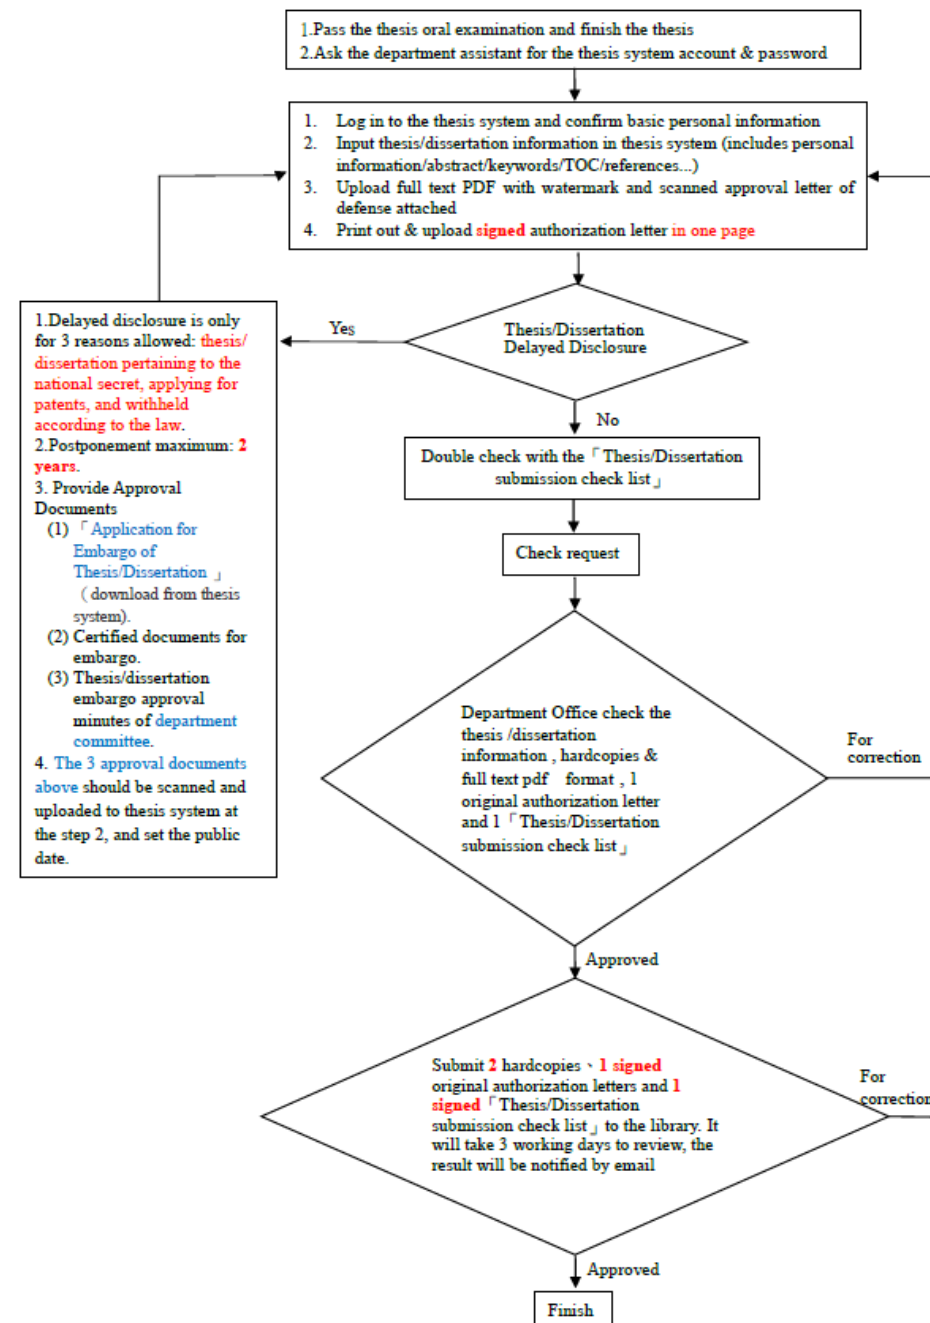 1.Pass the thesis oral examination and finish the thesis
2.Ask the department assistant for the thesis system account & password
1. Log in to the thesis system and confirm basic personal information
2. Input thesis/dissertation information in thesis system (includes personal
information/abstract/keywords/TOC/references...)
3. Upload full text PDF with watermark and scanned approval letter of
defense attached
4. Print out & upload signed authorization letter in one page
Thesis/Dissertation
Delayed Disclosure
Yes
1.Delayed disclosure is only
for 3 reasons allowed: thesis/
dissertation pertaining to the
national secret, applying for
patents, and withheld
according to the law.
2.Postponement maximum: 2
years.
3. Provide Approval
Documents
(1)「Application for
Embargo of
Thesis/Dissertation 」
（download from thesis
system).
(2) Certified documents for
embargo.
(3) Thesis/dissertation
embargo approval
minutes of department
committee.
4. The 3 approval documents
above should be scanned and
uploaded to thesis system at
the step 2, and set the public
date.
No
Double check with the「Thesis/Dissertation
submission check list」
Check request
Department Office check the
thesis /dissertation
information , hardcopies &
full text pdf format , 1
original authorization letter
and 1「Thesis/Dissertation
submission check list」
For
correction
Approved
Submit 2 hardcopies、1 signed
original authorization letters and 1
signed「Thesis/Dissertation
submission check list」to the library. It
will take 3 working days to review, the
result will be notified by email
For
correction
Approved
Finish